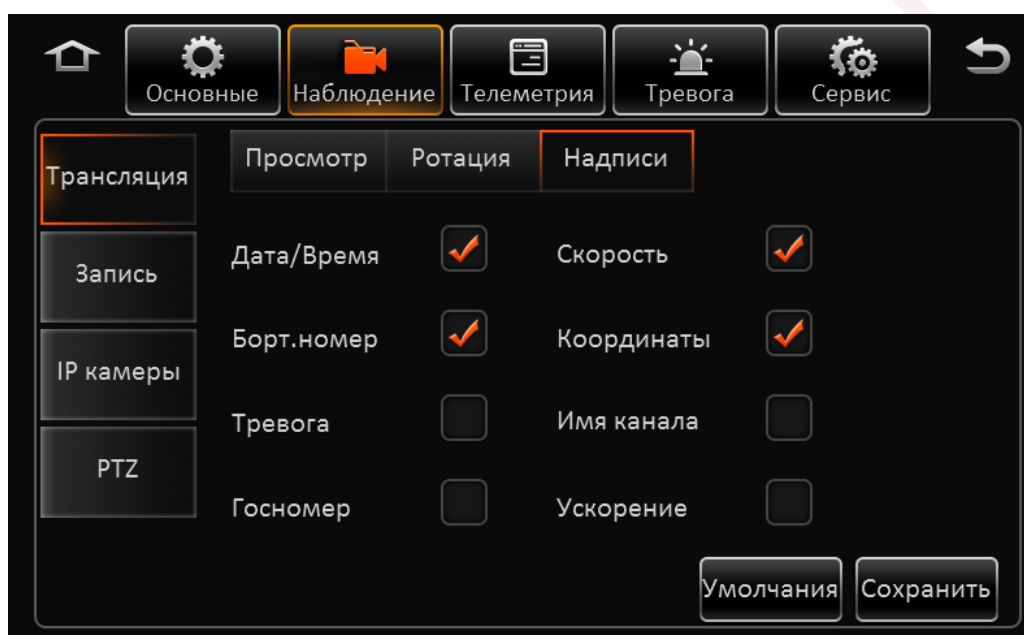 Основные Наблюдение Телеметрия Тревога Сервис
Трансляция
Просмотр Ротация Надписи
Дата/Время Скорость
Запись
Борт.номер Координаты
IP камеры
Тревога Имя канала
PTZ
Госномер Ускорение
Умолчания Сохранить